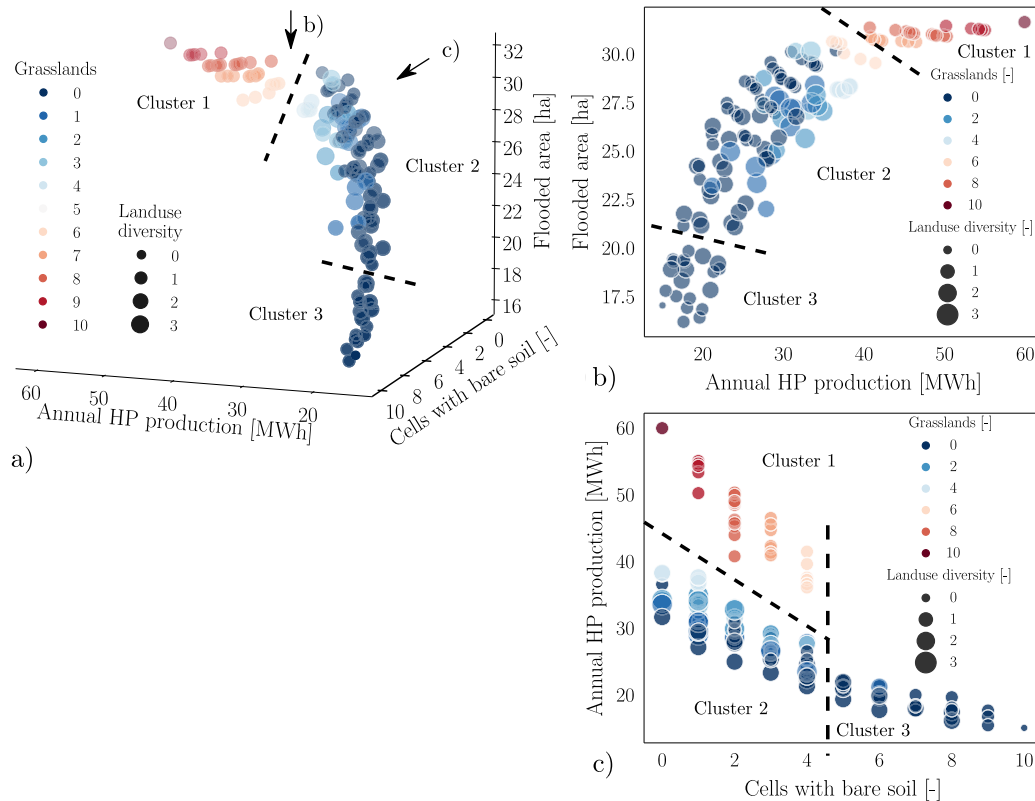 b)
c)
Grasslands
0
1
2
3
4
5
6
7
8
9
10
Landuse
diversity
0
1
2
3
Cluster 1
Cluster 2
Cluster 3
32
30
28
26
24
22
20
18
16
Flooded area [ha]
0
2
4
6
8
10
Cells with bare soil [-]
60
50
40
30
20
Annual HP production [MWh]
a)
30.0
27.5
25.0
22.5
20.0
17.5
Flooded area [ha]
Cluster 1
Grasslands [-]
0
2
4
6
8
10
Landuse diversity [-]
0
1
2
3
Cluster 2
Cluster 3
20
30
40
50
60
Annual HP production [MWh]
b)
60
50
40
30
20
Annual HP production [MWh]
Cluster 1
Grasslands [-]
0
2
4
6
8
10
Landuse diversity [-]
0
1
2
3
Cluster 2
Cluster 3
0
2
4
6
8
10
Cells with bare soil [-]
c)